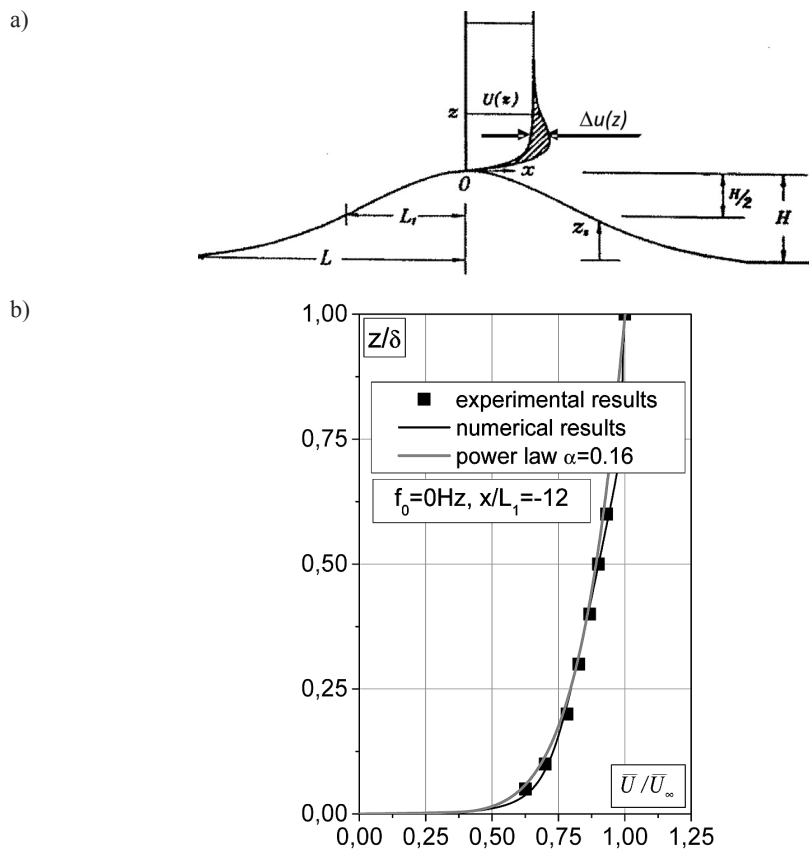 a)
U(z)
z
Δu(z)
x
0
H/2
H
L₁
z_s
L
b)
1,00
z/δ
experimental results
numerical results
power law α=0.16
0,75
f₀=0Hz, x/L₁=-12
0,50
0,25
U̅/U̅∞
0,00
0,00 0,25 0,50 0,75 1,00 1,25